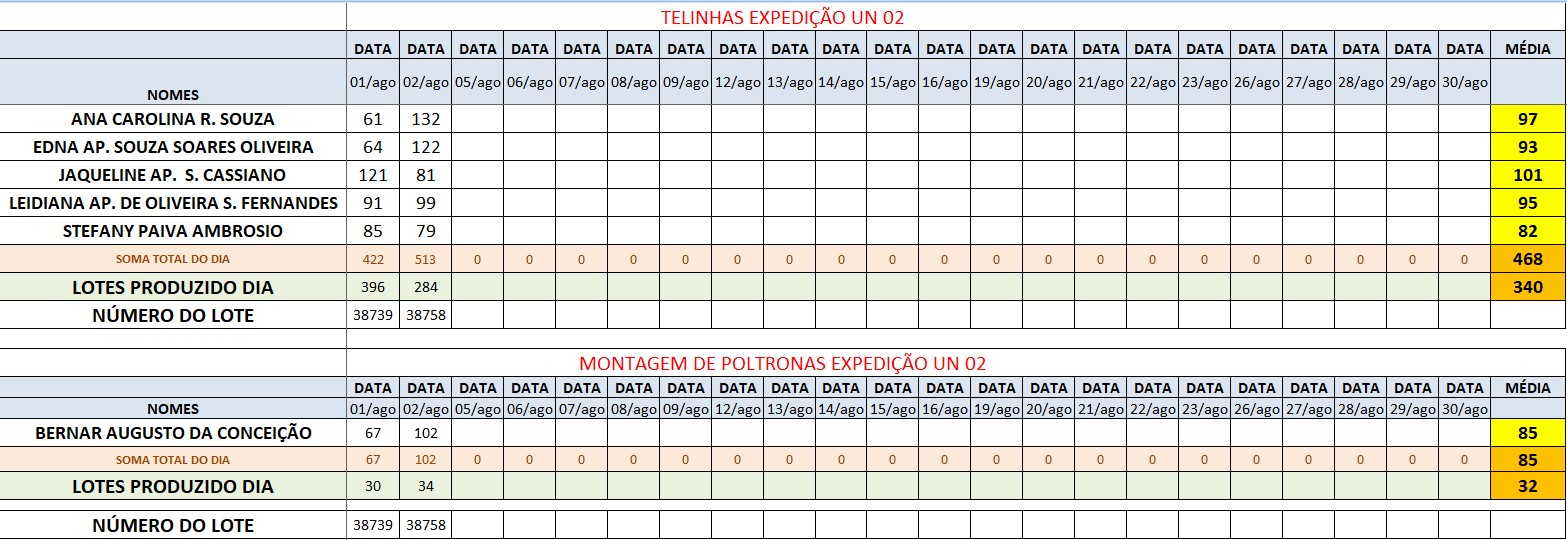 TELINHAS EXPEDIÇÃO UN 02
DATA DATA DATA DATA DATA DATA DATA DATA DATA DATA DATA DATA DATA DATA DATA DATA DATA DATA DATA DATA DATA DATA MÉDIA
NOMES 01/ago 02/ago 05/ago 06/ago 07/ago 08/ago 09/ago 12/ago 13/ago 14/ago 15/ago 16/ago 19/ago 20/ago 21/ago 22/ago 23/ago 26/ago 27/ago 28/ago 29/ago 30/ago
ANA CAROLINA R. SOUZA 61 132 97
EDNA AP. SOUZA SOARES OLIVEIRA 64 122 93
JAQUELINE AP. S. CASSIANO 121 81 101
LEIDIANA AP. DE OLIVEIRA S. FERNANDES 91 99 95
STEFANY PAIVA AMBROSIO 85 79 82
SOMA TOTAL DO DIA 422 513 0 0 0 0 0 0 0 0 0 0 0 0 0 0 0 0 0 0 0 0 468
LOTES PRODUZIDO DIA 396 284 340
NÚMERO DO LOTE 38739 38758
MONTAGEM DE POLTRONAS EXPEDIÇÃO UN 02
DATA DATA DATA DATA DATA DATA DATA DATA DATA DATA DATA DATA DATA DATA DATA DATA DATA DATA DATA DATA DATA DATA MÉDIA
NOMES 01/ago 02/ago 05/ago 06/ago 07/ago 08/ago 09/ago 12/ago 13/ago 14/ago 15/ago 16/ago 19/ago 20/ago 21/ago 22/ago 23/ago 26/ago 27/ago 28/ago 29/ago 30/ago
BERNAR AUGUSTO DA CONCEIÇÃO 67 102 85
SOMA TOTAL DO DIA 67 102 0 0 0 0 0 0 0 0 0 0 0 0 0 0 0 0 0 0 0 0 85
LOTES PRODUZIDO DIA 30 34 32
NÚMERO DO LOTE 38739 38758